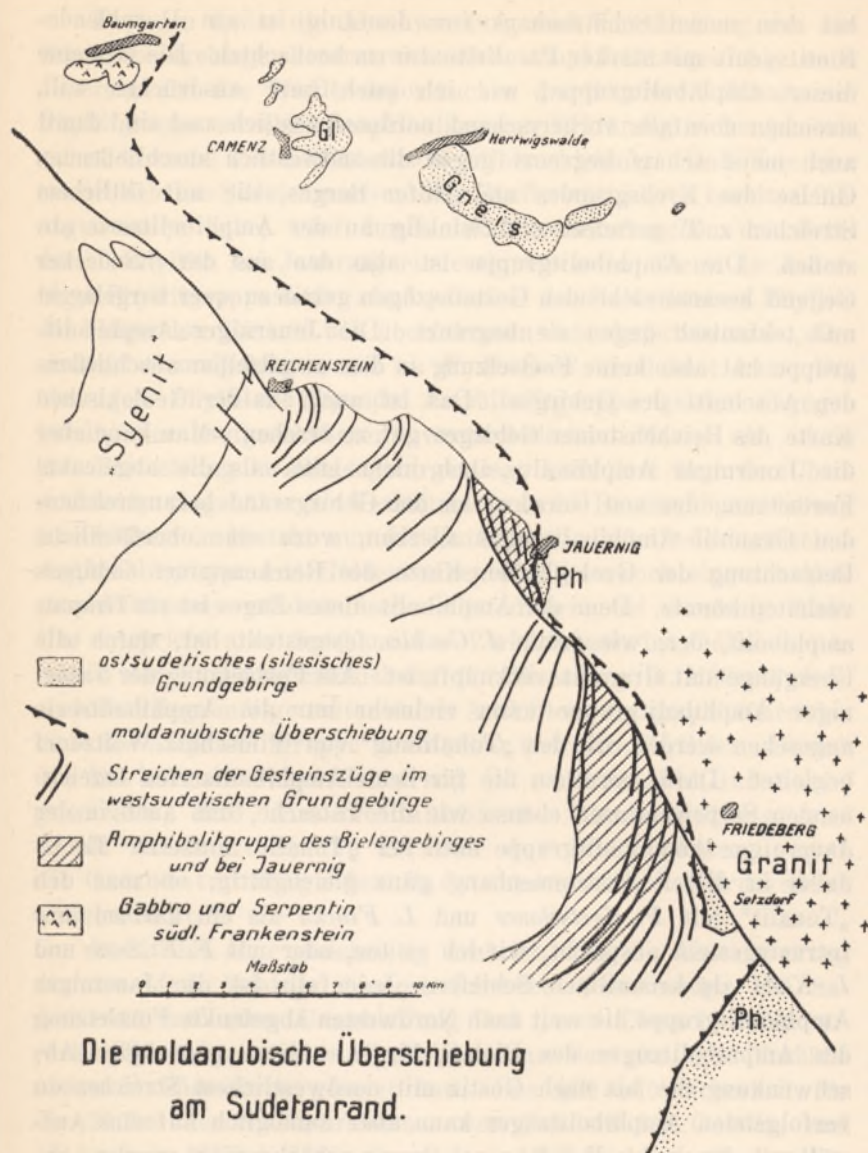 Baumgarten
CAMENZ
Gl
Hertwigswalde
Gneis
Syenit
REICHENSTEIN
JAUERNIG
Ph
ostsudetisches (silesisches)
Grundgebirge
moldanubische Überschiebung
Streichen der Gesteinszüge im
westsudetischen Grundgebirge
Amphibolitgruppe des Bielengebirges
und bei Jauernig
Gabbro und Serpentin
südl. Frankenstein
Maßstab
10 Km
FRIEDEBERG
Granit
Setzdorf
Ph
Die moldanubische Überschiebung
am Sudetenrand.